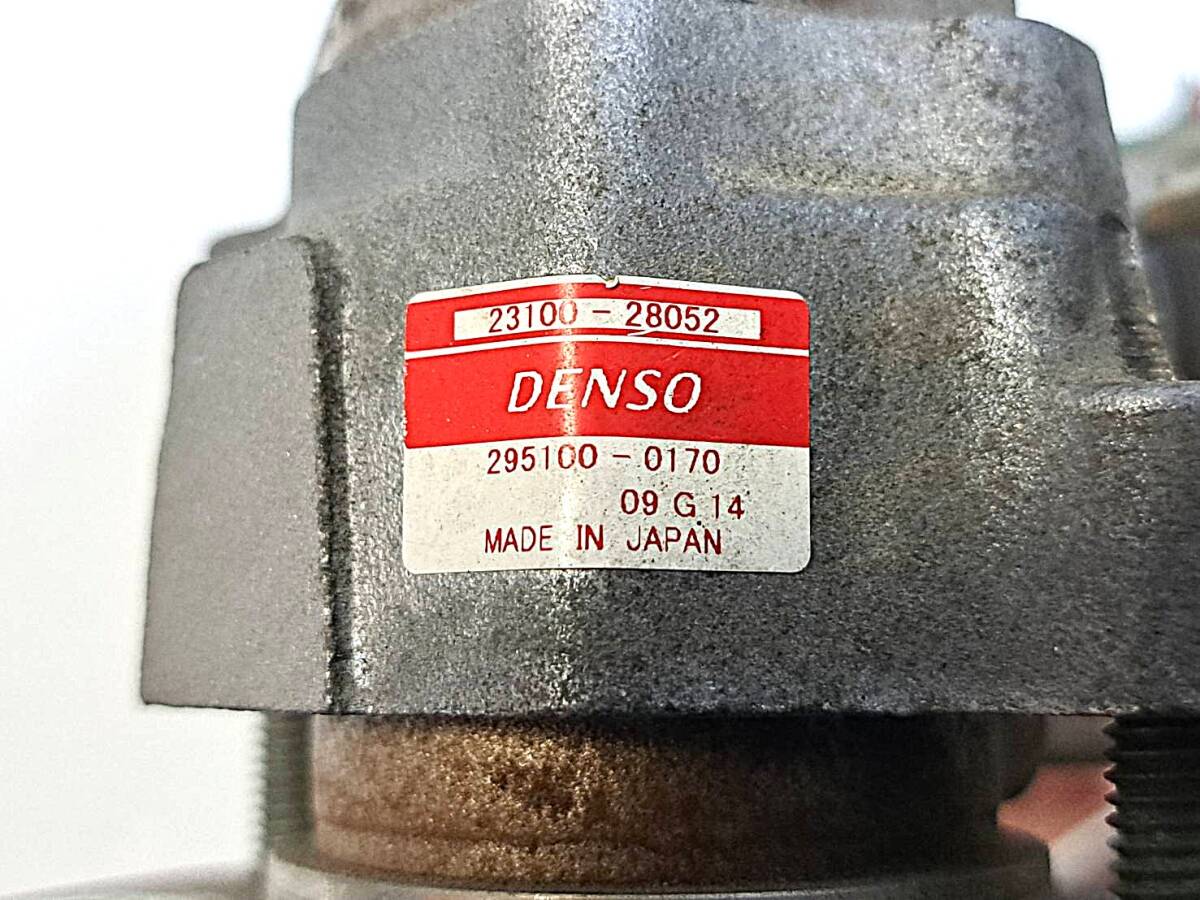 23100-28052
DENSO
295100-0170
09 G 14
MADE IN JAPAN